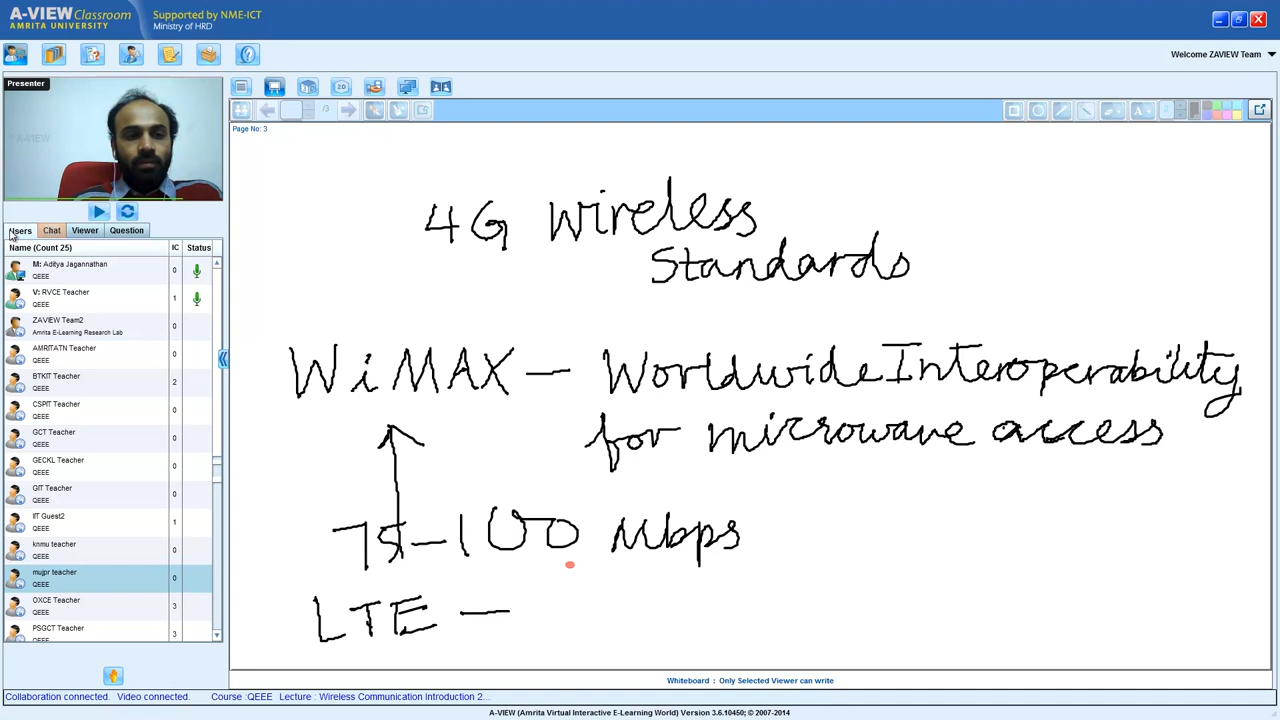 A-VIEW Classroom
AMRITA UNIVERSITY
Supported by NME-ICT
Ministry of HRD
Welcome ZAVIEW Team
Presenter
A-VIEW
/3
2D
A
2
Page No: 3
Users Chat Viewer Question
Name (Count 25) IC Status
M: Aditya Jagannathan 0
QEEE
V: RVCE Teacher 1
QEEE
ZAVIEW Team2 0
Amrita E-Learning Research Lab
AMRITATN Teacher 0
QEEE
BTKIT Teacher 2
QEEE
CSPIT Teacher 0
QEEE
GCT Teacher 0
QEEE
GECKL Teacher 0
QEEE
GIT Teacher 0
QEEE
IIT Guest2 1
QEEE
knmu teacher 0
QEEE
mujpr teacher 0
QEEE
OXCE Teacher 3
QEEE
PSGCT Teacher 3
QEEE
4G Wireless
Standards
WiMAX — Worldwide Interoperability
for microwave access
75-100 Mbps
LTE —
Whiteboard : Only Selected Viewer can write
Collaboration connected. Video connected. Course :QEEE Lecture : Wireless Communication Introduction 2...
A-VIEW (Amrita Virtual Interactive E-Learning World) Version 3.6.10450; © 2007-2014